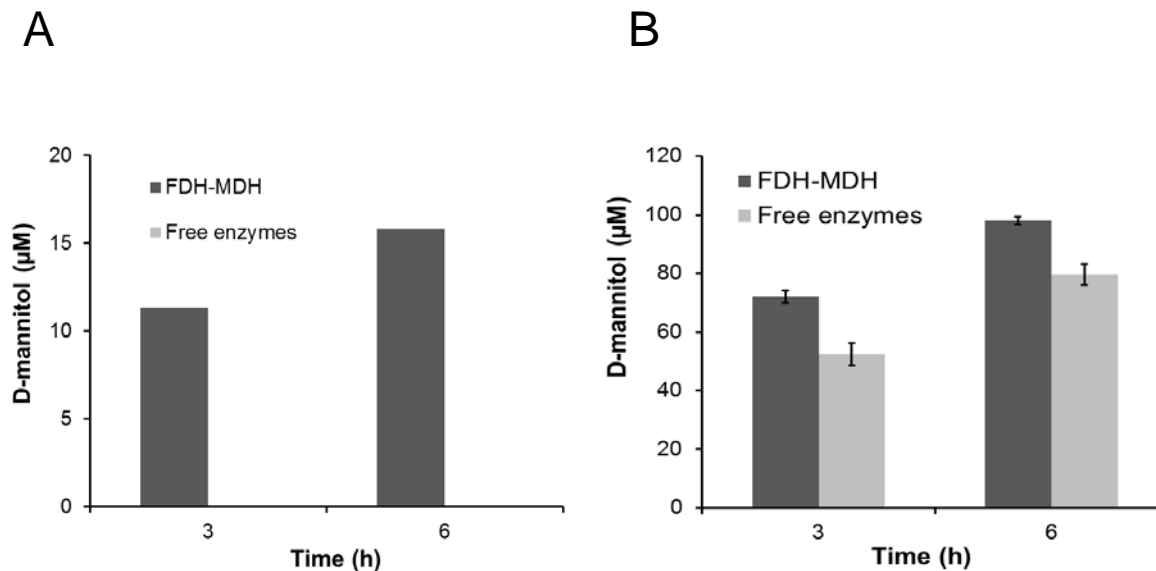 A
20
15
10
5
0
D-mannitol (µM)
FDH-MDH
Free enzymes
3
6
Time (h)
B
120
100
80
60
40
20
0
D-mannitol (µM)
FDH-MDH
Free enzymes
3
6
Time (h)